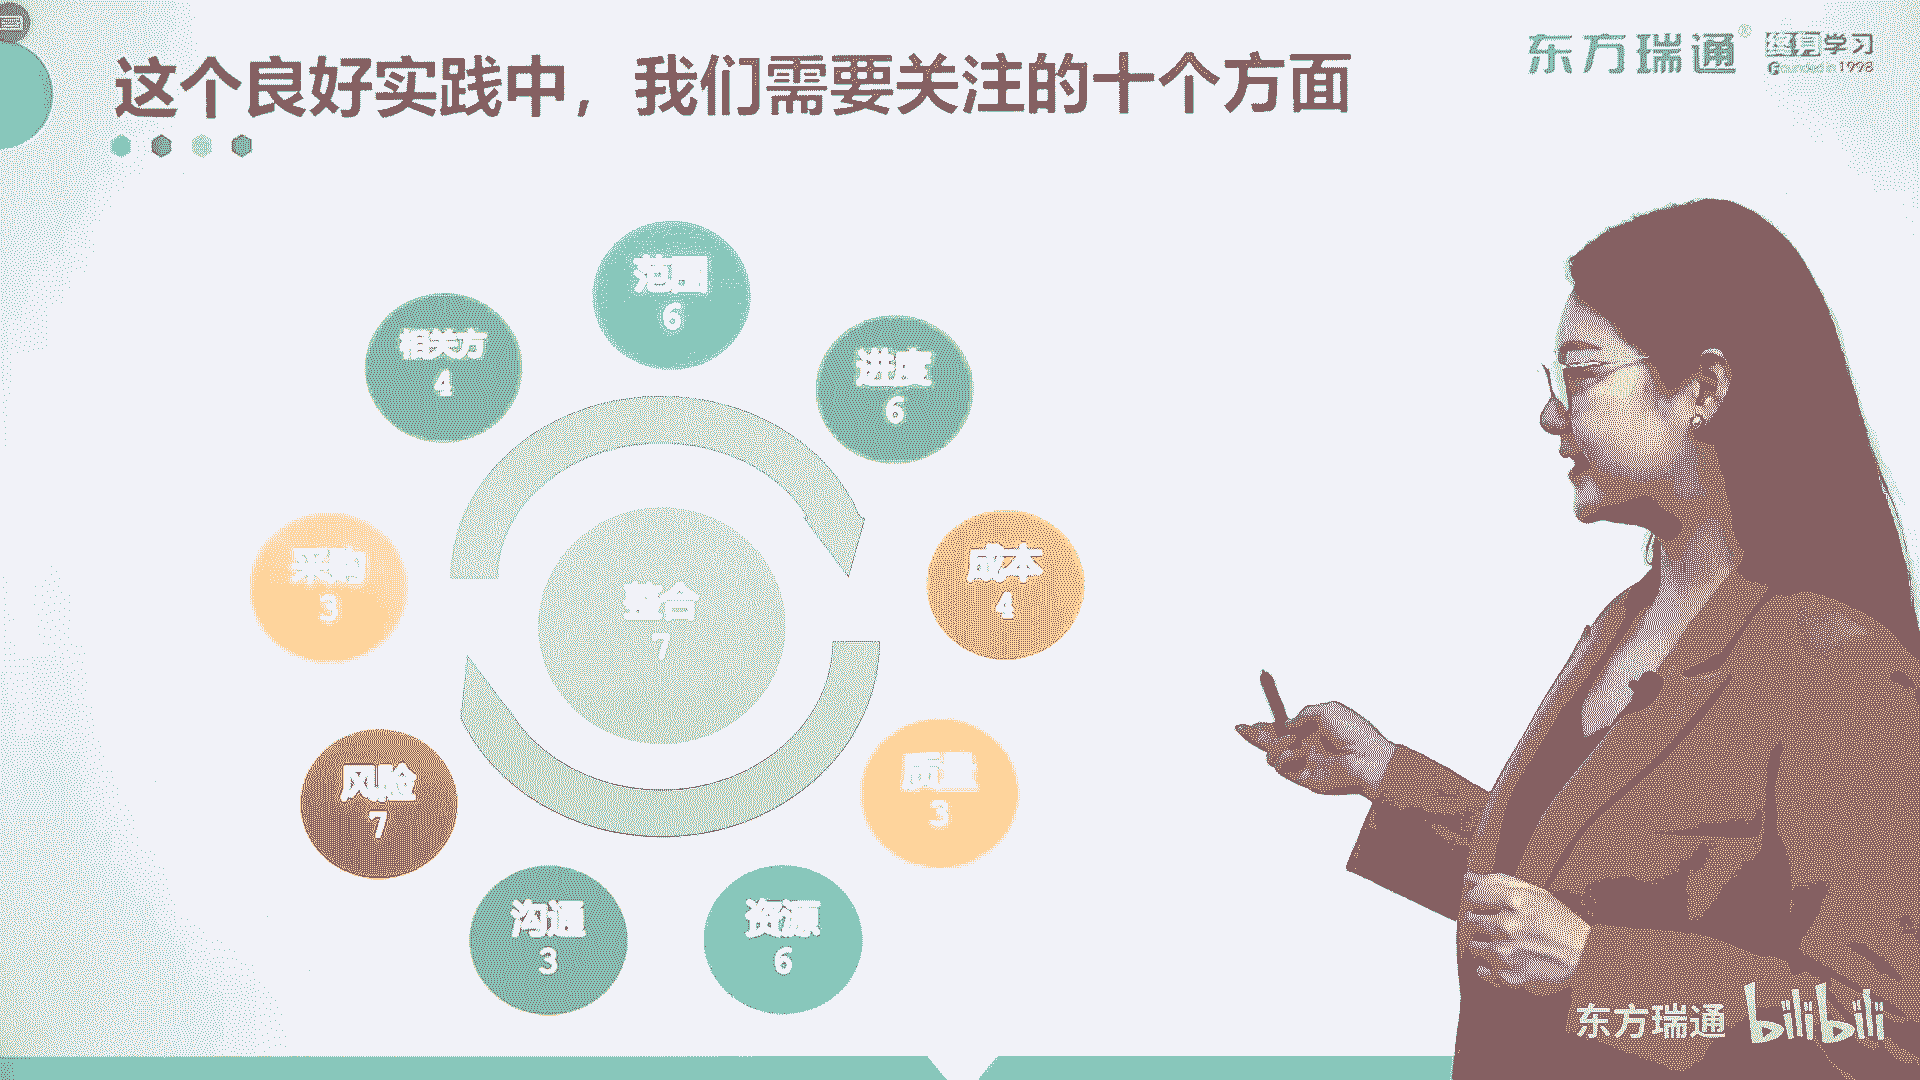 这个良好实践中，我们需要关注的十个方面
东方瑞通®
终身学习
Founded in 1998
范围
6
相关方
4
进度
6
采购
3
成本
4
整合
7
风险
7
质量
3
沟通
3
资源
6
东方瑞通 bilibili